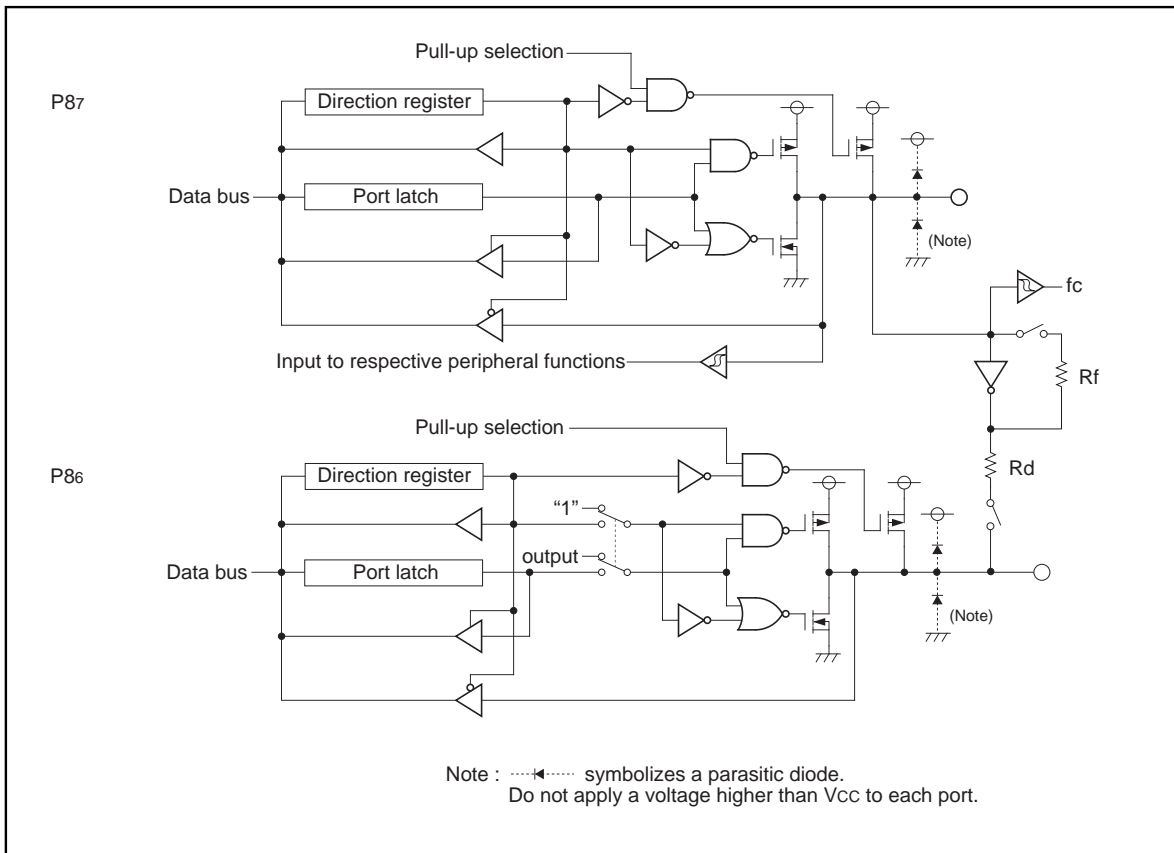 Pull-up selection
P87
Direction register
Data bus
Port latch
(Note)
fc
Input to respective peripheral functions
Rf
Pull-up selection
Rd
P86
Direction register
“1”
output
Data bus
Port latch
(Note)
Note : symbolizes a parasitic diode.
Do not apply a voltage higher than VCC to each port.